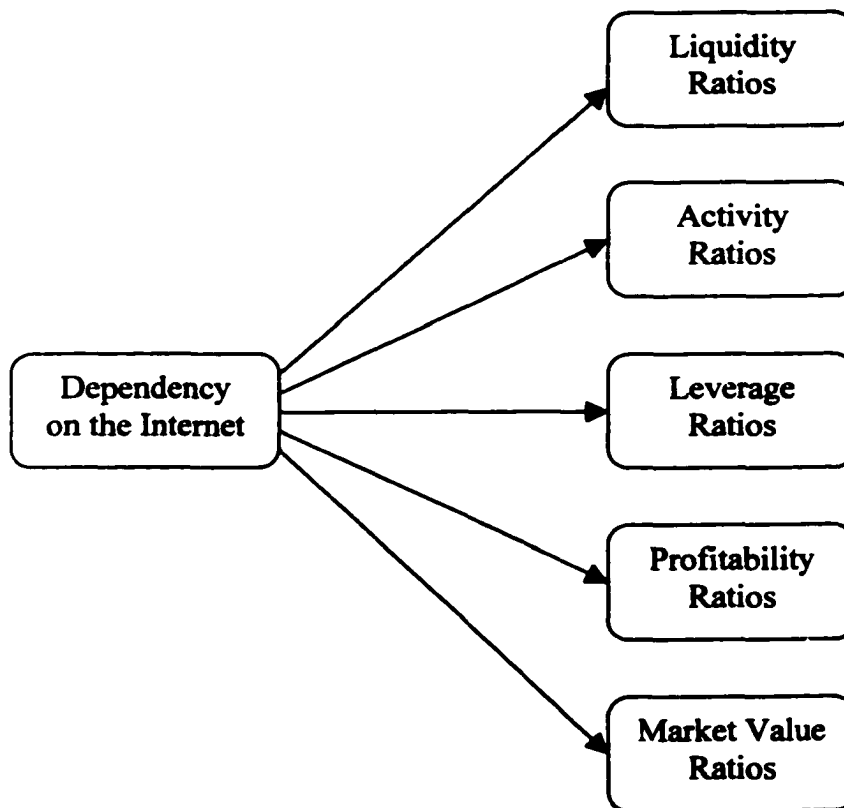 Liquidity
Ratios
Activity
Ratios
Dependency
on the Internet
Leverage
Ratios
Profitability
Ratios
Market Value
Ratios